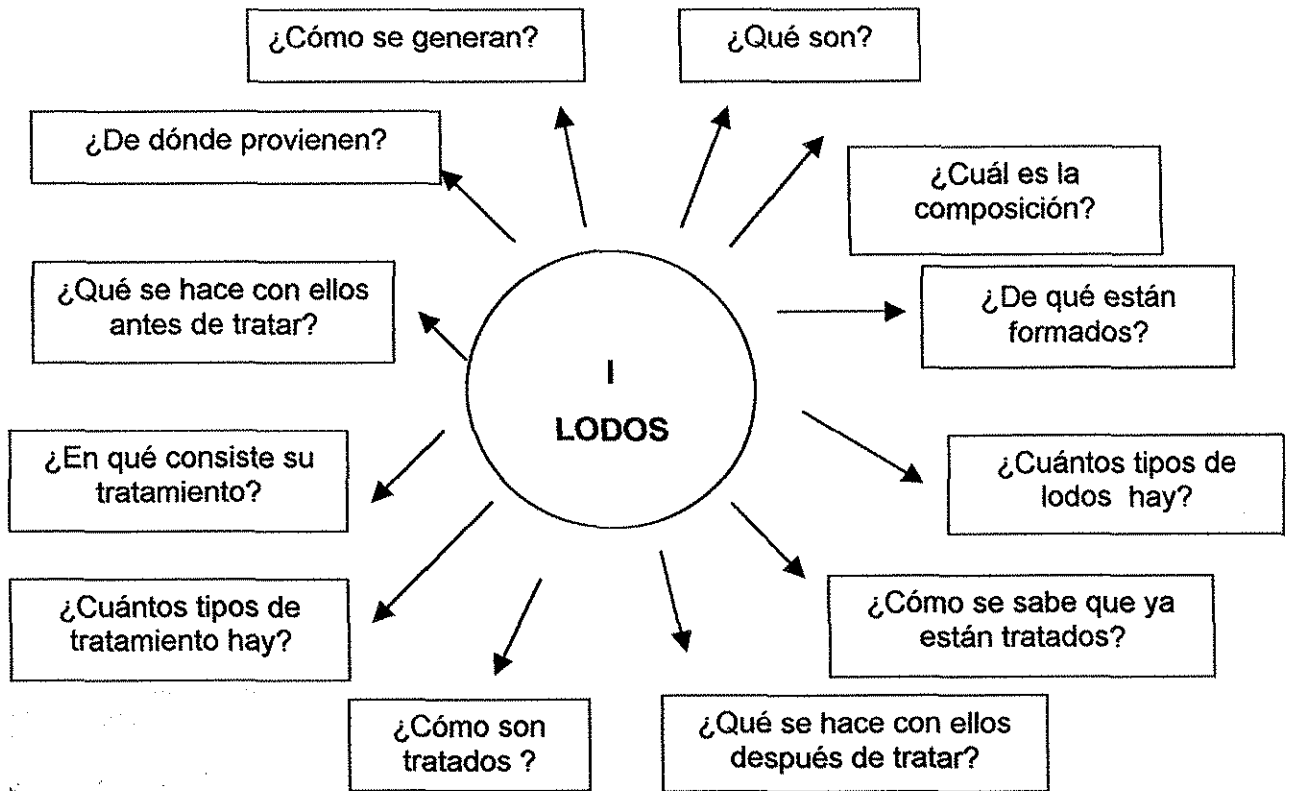 ¿Cómo se generan?
¿Qué son?
¿De dónde provienen?
¿Cuál es la
composición?
¿Qué se hace con ellos
antes de tratar?
¿De qué están
formados?
I
LODOS
¿En qué consiste su
tratamiento?
¿Cuántos tipos de
lodos hay?
¿Cuántos tipos de
tratamiento hay?
¿Cómo se sabe que ya
están tratados?
¿Cómo son
tratados ?
¿Qué se hace con ellos
después de tratar?